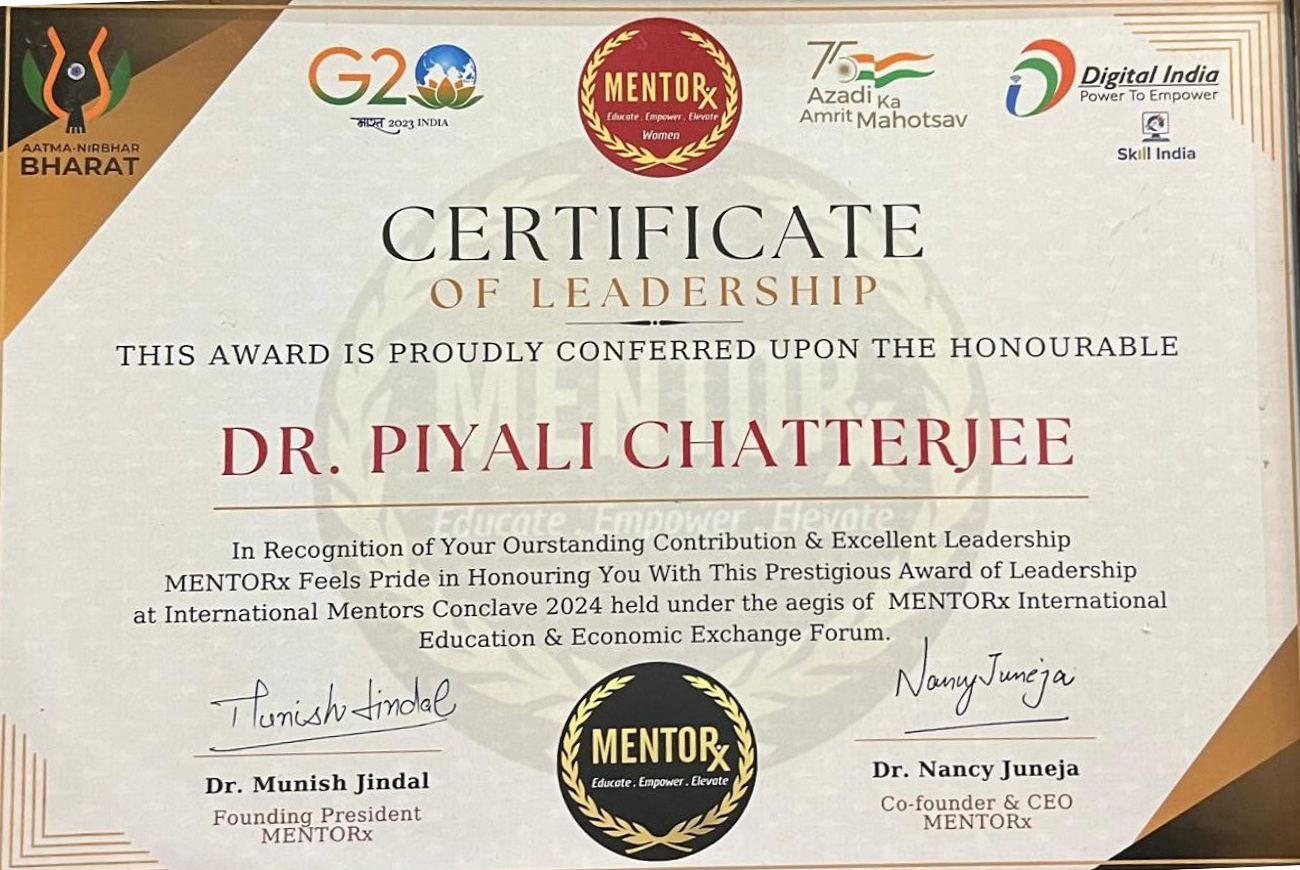 AATMA-NIRBHAR
BHARAT
G20
भारत 2023 INDIA
MENTORx
Educate . Empower . Elevate
Women
75
Azadi Ka
Amrit Mahotsav
Digital India
Power To Empower
Skill India
CERTIFICATE
OF LEADERSHIP
THIS AWARD IS PROUDLY CONFERRED UPON THE HONOURABLE
MENTORx
DR. PIYALI CHATTERJEE
Educate . Empower . Elevate
In Recognition of Your Ourstanding Contribution & Excellent Leadership
MENTORx Feels Pride in Honouring You With This Prestigious Award of Leadership
at International Mentors Conclave 2024 held under the aegis of MENTORx International
Education & Economic Exchange Forum.
Munish Jindal
Nancy Juneja
MENTORx
Educate . Empower . Elevate
Dr. Munish Jindal
Founding President
MENTORx
Dr. Nancy Juneja
Co-founder & CEO
MENTORx